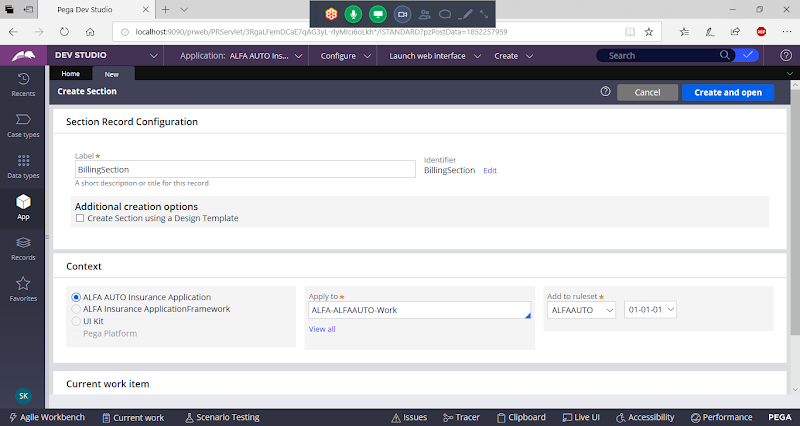 Pega Dev Studio
localhost:9090/prweb/PRServlet/3RgaLFemDCaE7qAG3yL-rlyMIci6oLkh*/!STANDARD?pzPostData=1852257959
DEV STUDIO
Application: ALFA AUTO Ins...
Configure
Launch web interface
Create
Search
Home
New
Recents
Create Section
Cancel
Create and open
Case types
Section Record Configuration
Label
Identifier
BillingSection
BillingSection
Edit
A short description or title for this record
Data types
App
Additional creation options
Create Section using a Design Template
Records
Context
Favorites
ALFA AUTO Insurance Application
ALFA Insurance ApplicationFramework
UI Kit
Pega Platform
Apply to
ALFA-ALFAAUTO-Work
View all
Add to ruleset
ALFAAUTO
01-01-01
Current work item
SK
Agile Workbench
Current work
Scenario Testing
Issues
Tracer
Clipboard
Live UI
Accessibility
Performance
PEGA